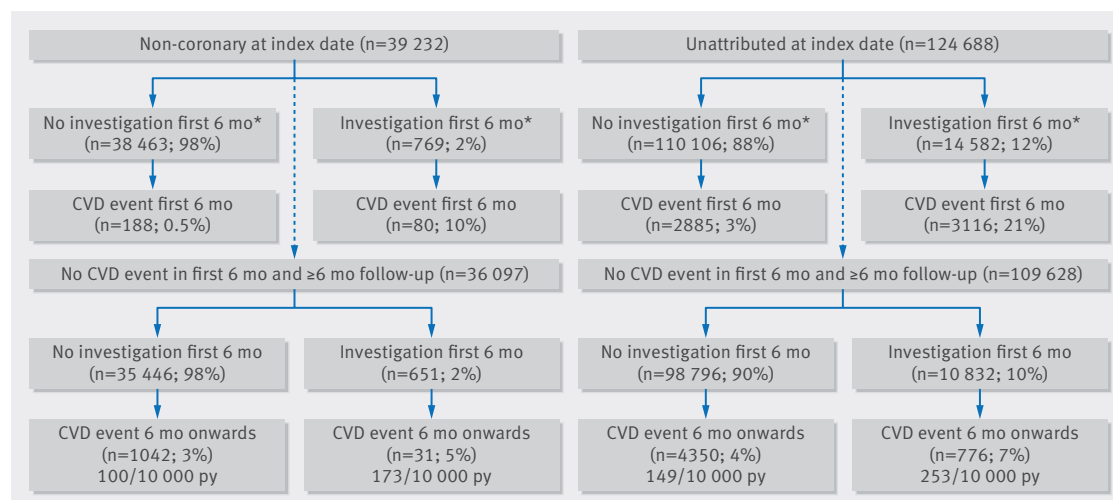 Non-coronary at index date (n=39 232)
No investigation first 6 mo*
(n=38 463; 98%)
Investigation first 6 mo*
(n=769; 2%)
CVD event first 6 mo
(n=188; 0.5%)
CVD event first 6 mo
(n=80; 10%)
No CVD event in first 6 mo and ≥6 mo follow-up (n=36 097)
No investigation first 6 mo
(n=35 446; 98%)
Investigation first 6 mo
(n=651; 2%)
CVD event 6 mo onwards
(n=1042; 3%)
100/10 000 py
CVD event 6 mo onwards
(n=31; 5%)
173/10 000 py
Unattributed at index date (n=124 688)
No investigation first 6 mo*
(n=110 106; 88%)
Investigation first 6 mo*
(n=14 582; 12%)
CVD event first 6 mo
(n=2885; 3%)
CVD event first 6 mo
(n=3116; 21%)
No CVD event in first 6 mo and ≥6 mo follow-up (n=109 628)
No investigation first 6 mo
(n=98 796; 90%)
Investigation first 6 mo
(n=10 832; 10%)
CVD event 6 mo onwards
(n=4350; 4%)
149/10 000 py
CVD event 6 mo onwards
(n=776; 7%)
253/10 000 py